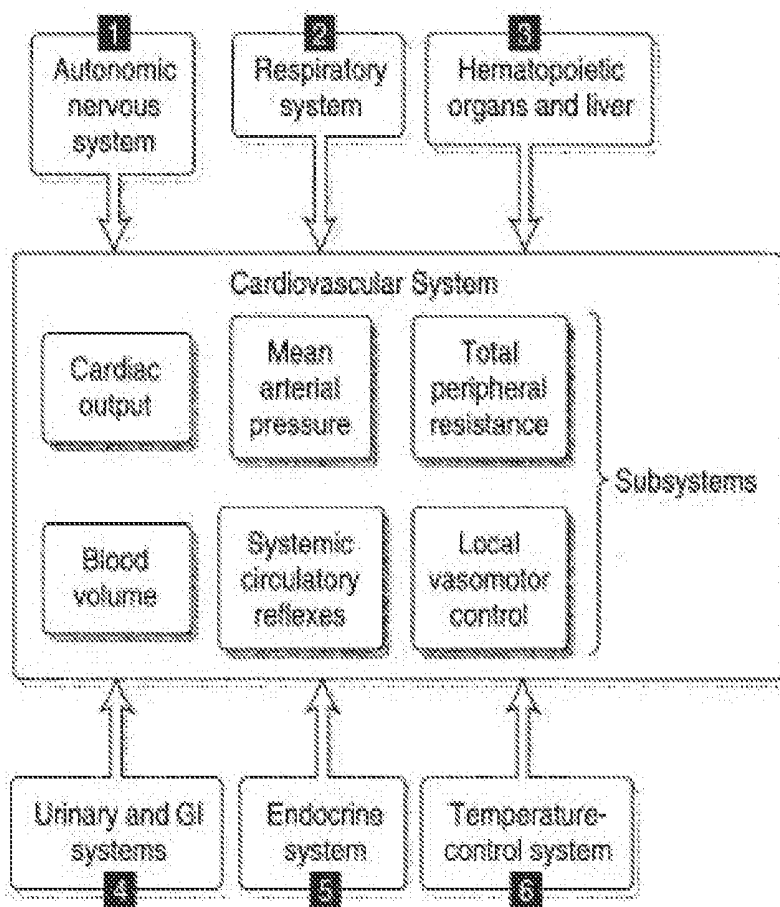 1
Autonomic
nervous
system
2
Respiratory
system
3
Hematopoietic
organs and liver
Cardiovascular System
Cardiac
output
Mean
arterial
pressure
Total
peripheral
resistance
Blood
volume
Systemic
circulatory
reflexes
Local
vasomotor
control
Subsystems
Urinary and GI
systems
4
Endocrine
system
5
Temperature-
control system
6